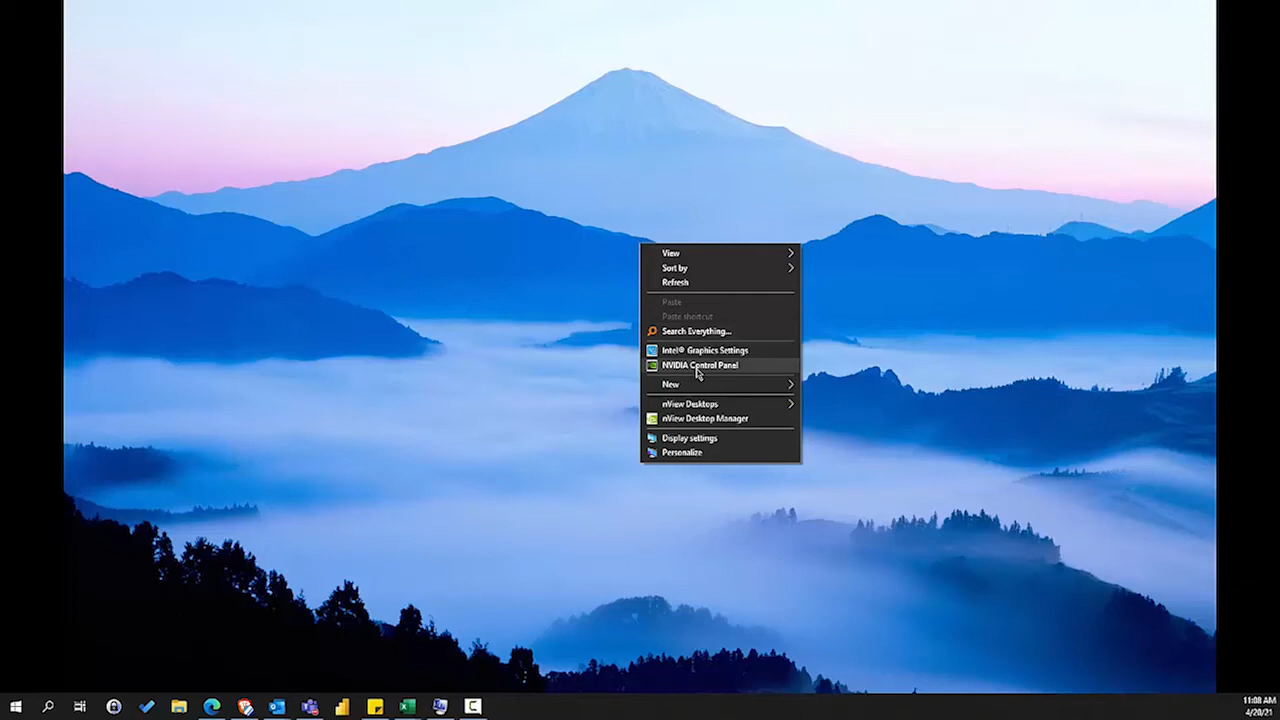 View
Sort by
Refresh
Paste
Paste shortcut
Search Everything...
Intel® Graphics Settings
NVIDIA Control Panel
New
nView Desktops
nView Desktop Manager
Display settings
Personalize
11:08 AM
4/20/21